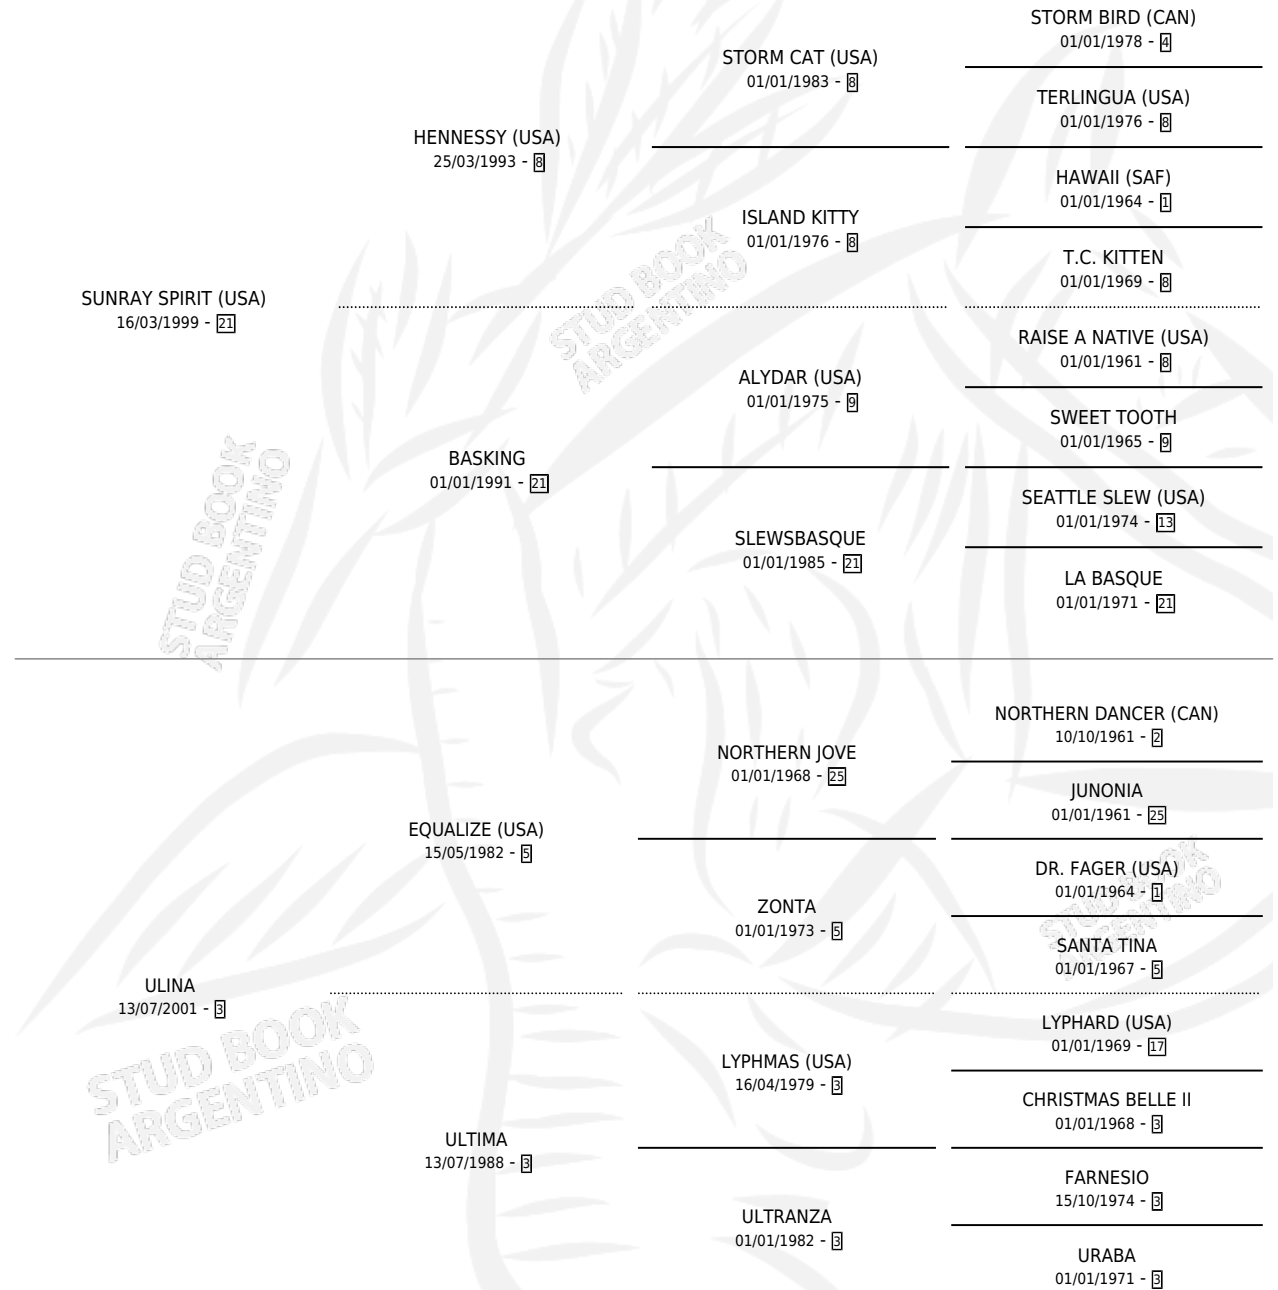 STORM BIRD (CAN)
01/01/1978 - 4
STORM CAT (USA)
01/01/1983 - 8
TERLINGUA (USA)
01/01/1976 - 8
HENNESSY (USA)
25/03/1993 - 8
HAWAII (SAF)
01/01/1964 - 1
ISLAND KITTY
01/01/1976 - 8
T.C. KITTEN
01/01/1969 - 8
SUNRAY SPIRIT (USA)
16/03/1999 - 21
RAISE A NATIVE (USA)
01/01/1961 - 8
ALYDAR (USA)
01/01/1975 - 9
SWEET TOOTH
01/01/1965 - 9
BASKING
01/01/1991 - 21
SEATTLE SLEW (USA)
01/01/1974 - 13
SLEWSBASQUE
01/01/1985 - 21
LA BASQUE
01/01/1971 - 21
NORTHERN DANCER (CAN)
10/10/1961 - 2
NORTHERN JOVE
01/01/1968 - 25
JUNONIA
01/01/1961 - 25
EQUALIZE (USA)
15/05/1982 - 5
DR. FAGER (USA)
01/01/1964 - 1
ZONTA
01/01/1973 - 5
SANTA TINA
01/01/1967 - 5
ULINA
13/07/2001 - 3
LYPHARD (USA)
01/01/1969 - 17
LYPHMAS (USA)
16/04/1979 - 3
CHRISTMAS BELLE II
01/01/1968 - 3
ULTIMA
13/07/1988 - 3
FARNESIO
15/10/1974 - 3
ULTRANZA
01/01/1982 - 3
URABA
01/01/1971 - 3
STUD BOOK
ARGENTINO
STUD BOOK
ARGENTINO
STUD BOOK
ARGENTINO
STUD BOOK
ARGENTINO